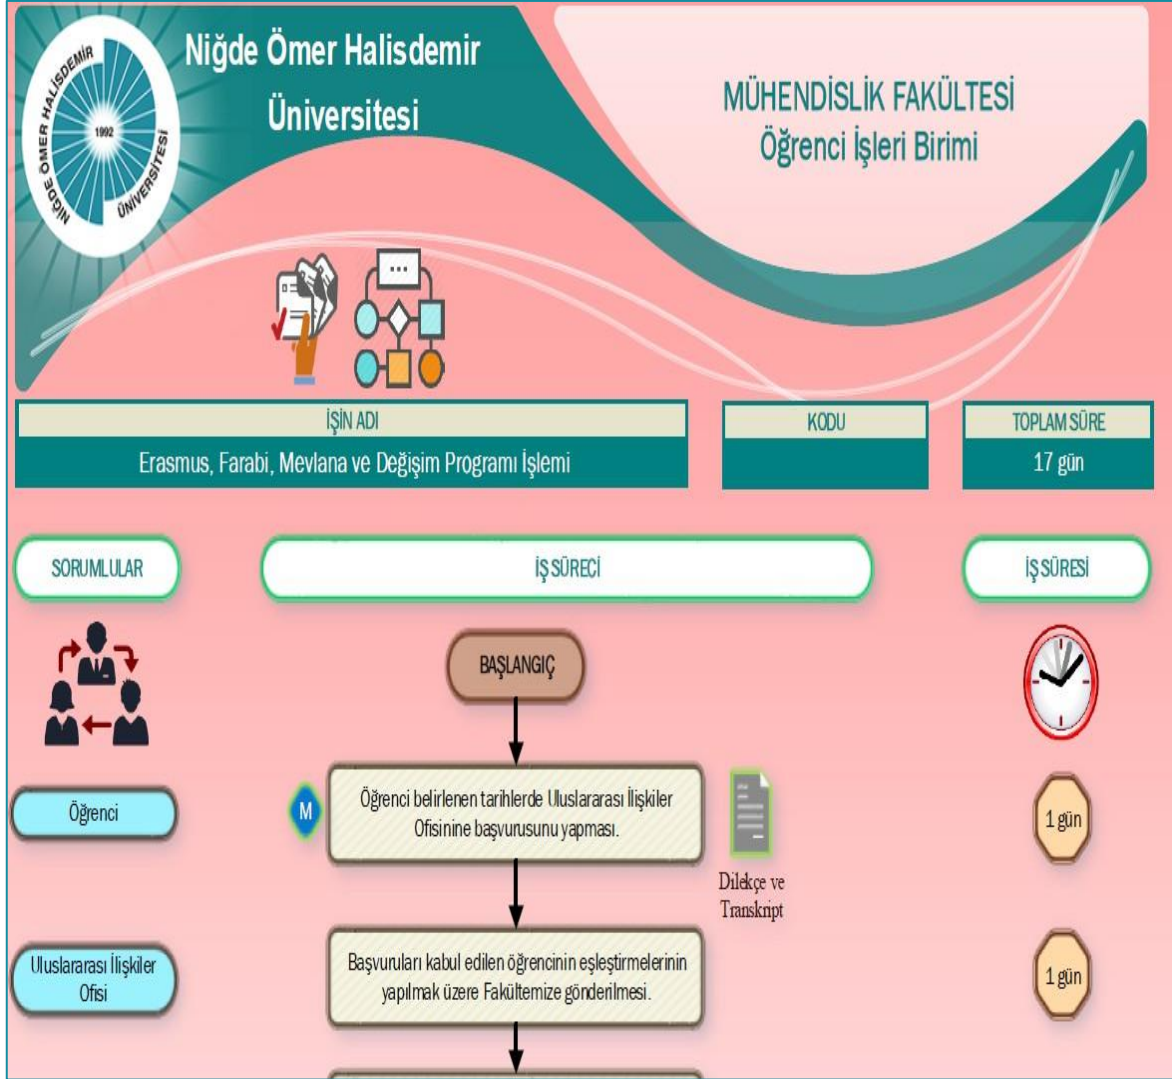 NİĞDE ÖMER HALİSDEMİR
ÜNİVERSİTESİ
1992
Niğde Ömer Halisdemir
Üniversitesi
MÜHENDİSLİK FAKÜLTESİ
Öğrenci İşleri Birimi
...
İŞİN ADI
Erasmus, Farabi, Mevlana ve Değişim Programı İşlemi
KODU
TOPLAM SÜRE
17 gün
SORUMLULAR
İŞ SÜRECİ
İŞ SÜRESİ
BAŞLANGIÇ
Öğrenci
M
Öğrenci belirlenen tarihlerde Uluslararası İlişkiler
Ofisinine başvurusunu yapması.
Dilekçe ve
Transkript
1 gün
Uluslararası İlişkiler
Ofisi
Başvuruları kabul edilen öğrencinin eşleştirmelerinin
yapılmak üzere Fakültemize gönderilmesi.
1 gün